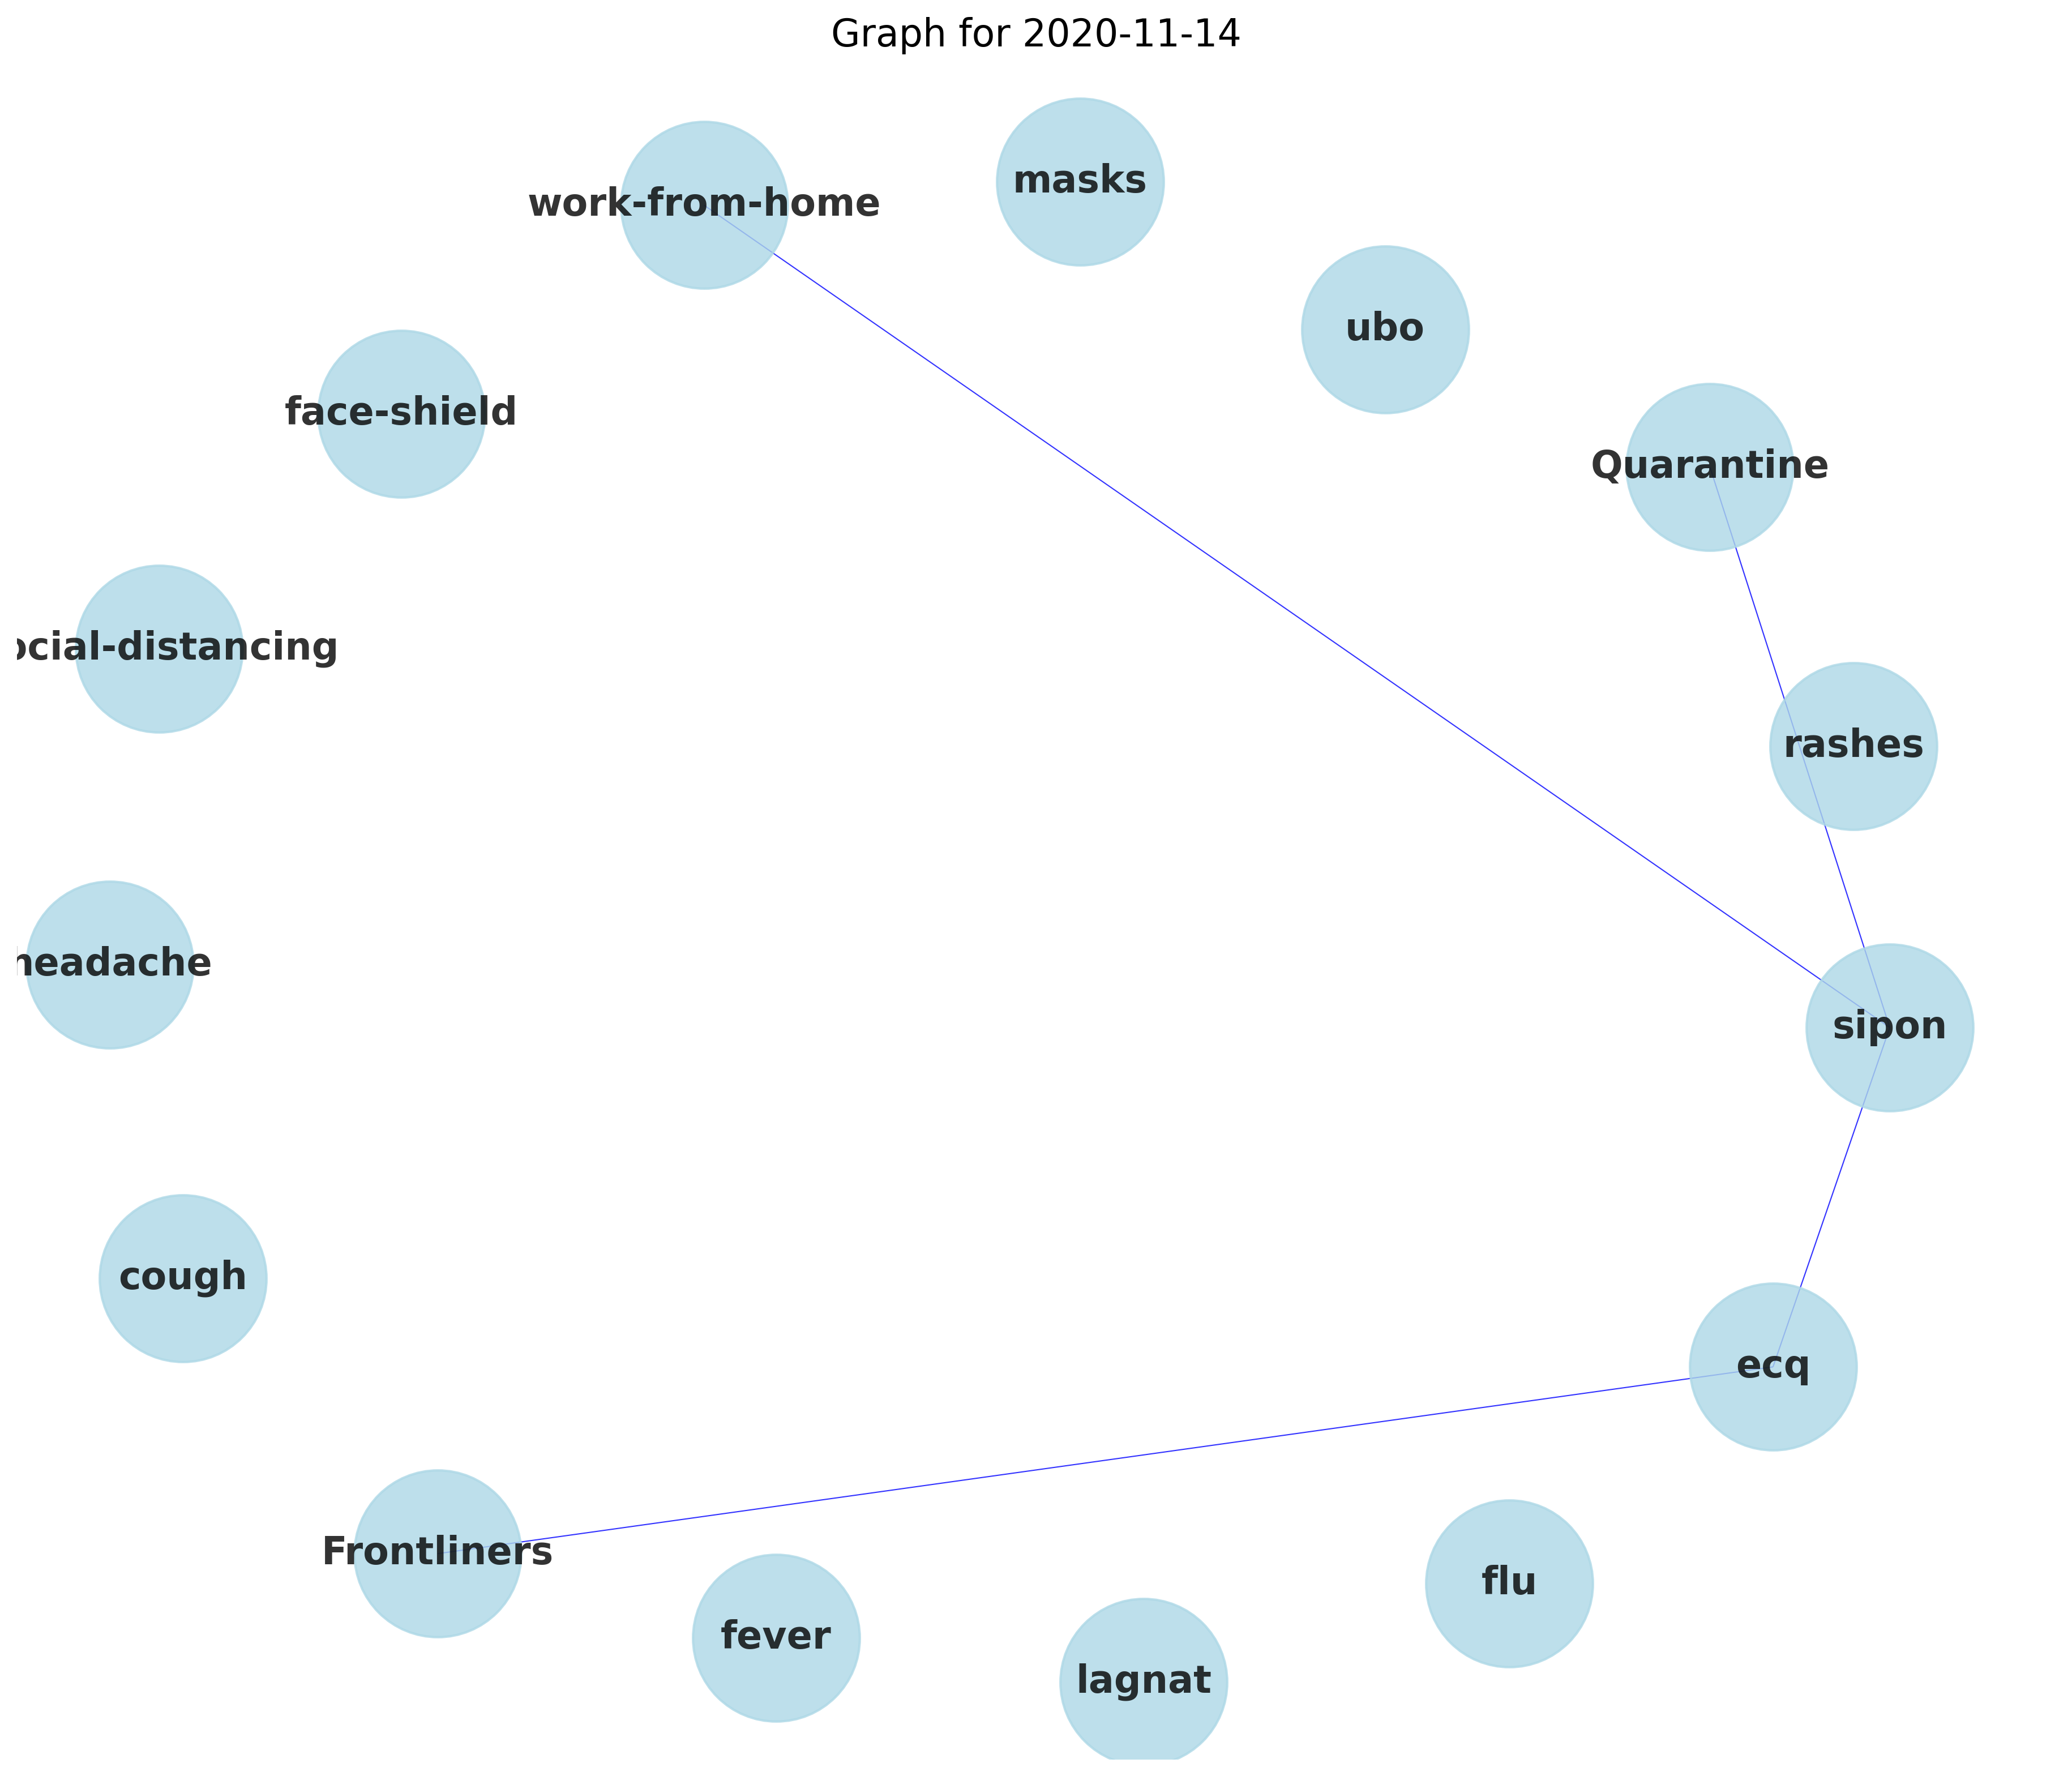 Graph for 2020-11-14
masks
work-from-home
ubo
face-shield
Quarantine
ocial-distancing
rashes
headache
sipon
cough
ecq
Frontliners
flu
fever
lagnat